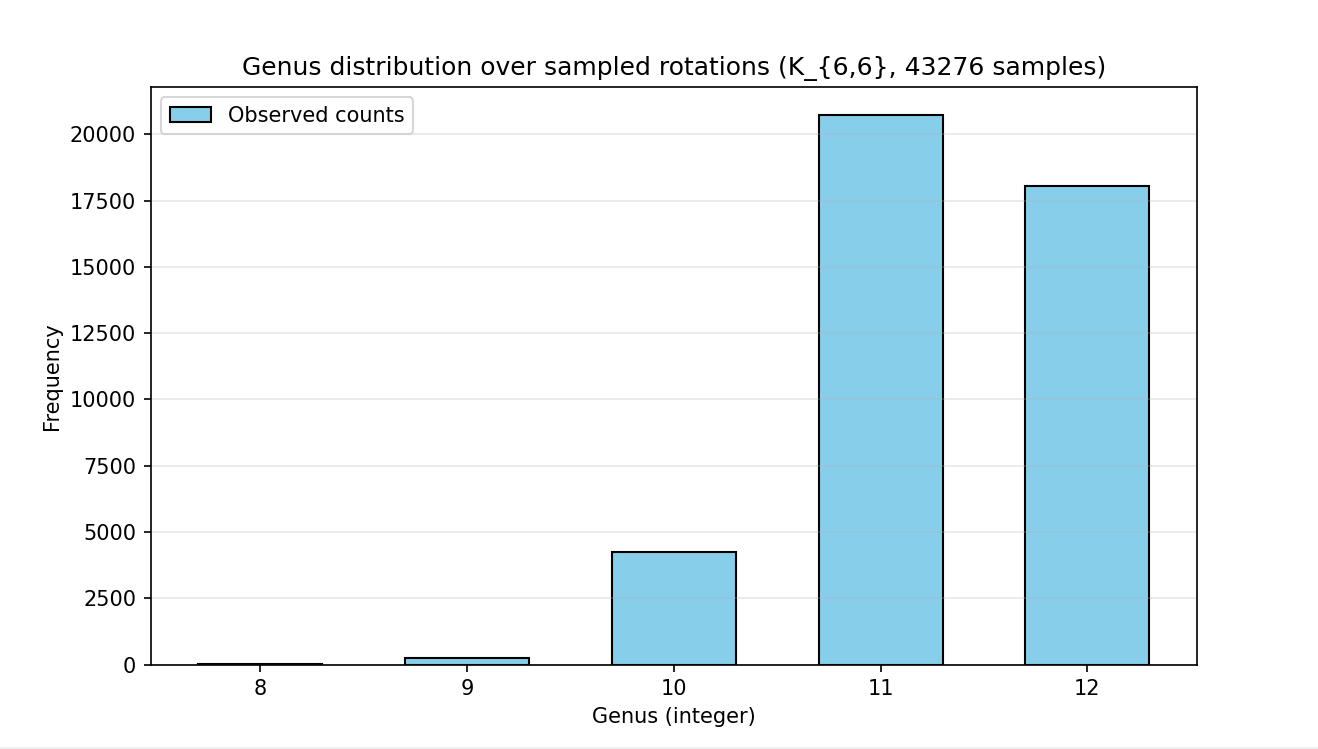 Genus distribution over sampled rotations (K_{6,6}, 43276 samples)
Observed counts
20000
17500
15000
12500
10000
7500
5000
2500
0
Frequency
8 9 10 11 12
Genus (integer)